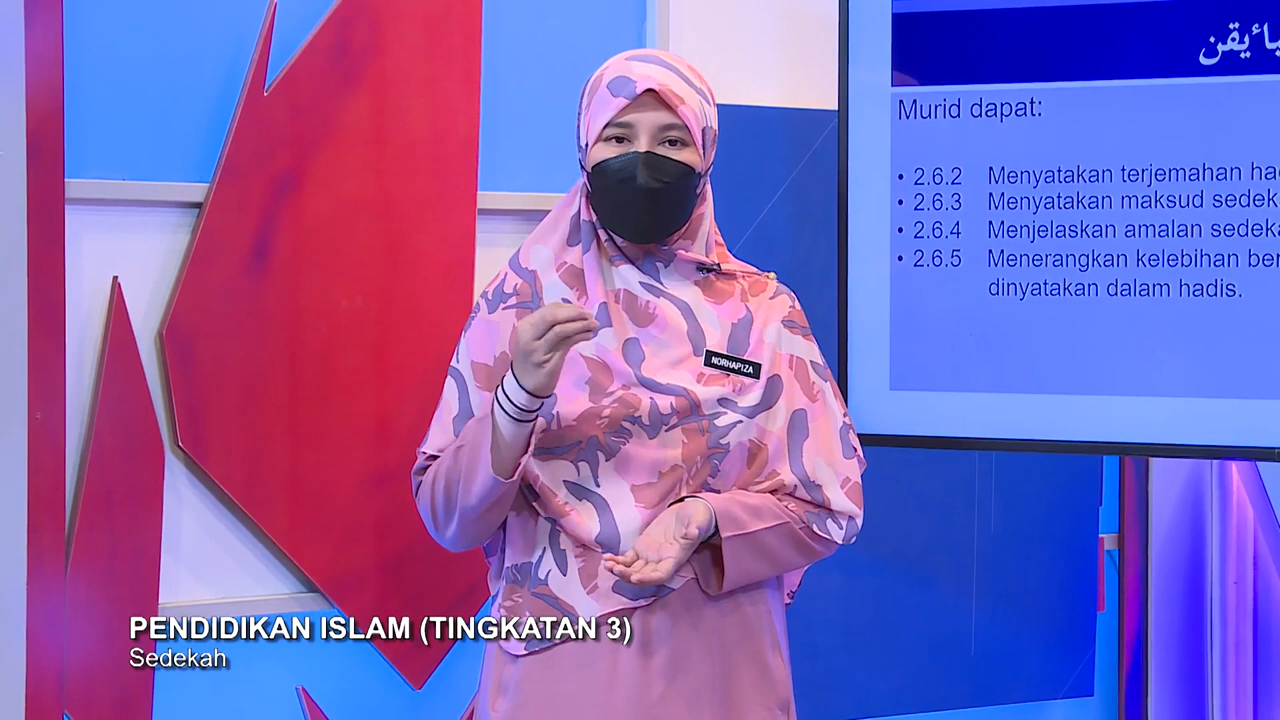 Murid dapat:
• 2.6.2 Menyatakan terjemahan
• 2.6.3 Menyatakan maksud
• 2.6.4 Menjelaskan amalan
• 2.6.5 Menerangkan kelebihan
dinyatakan dalam hadis.
NORHAPIZA
PENDIDIKAN ISLAM (TINGKATAN 3)
Sedekah